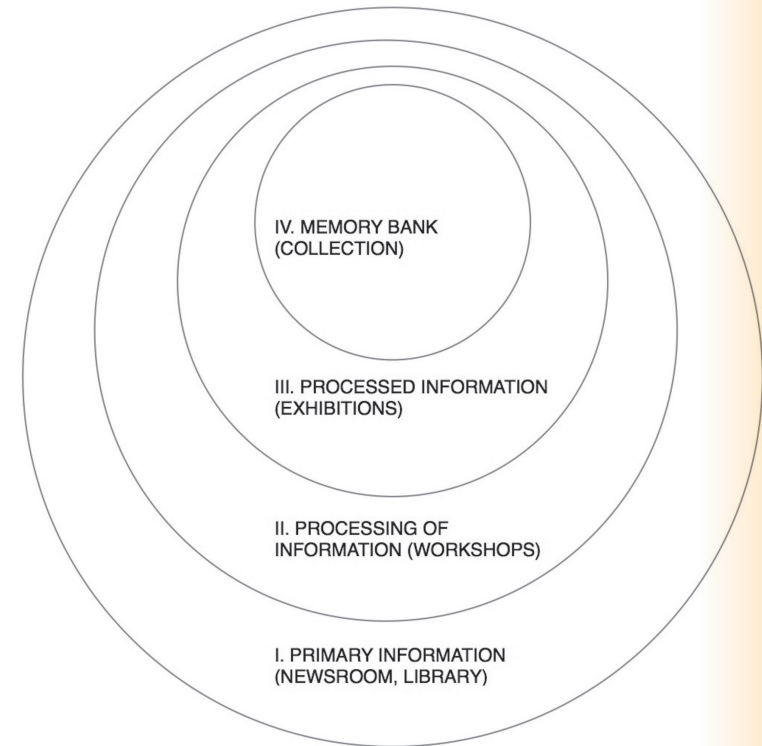 IV. MEMORY BANK
(COLLECTION)
III. PROCESSED INFORMATION
(EXHIBITIONS)
II. PROCESSING OF
INFORMATION (WORKSHOPS)
I. PRIMARY INFORMATION
(NEWSROOM, LIBRARY)